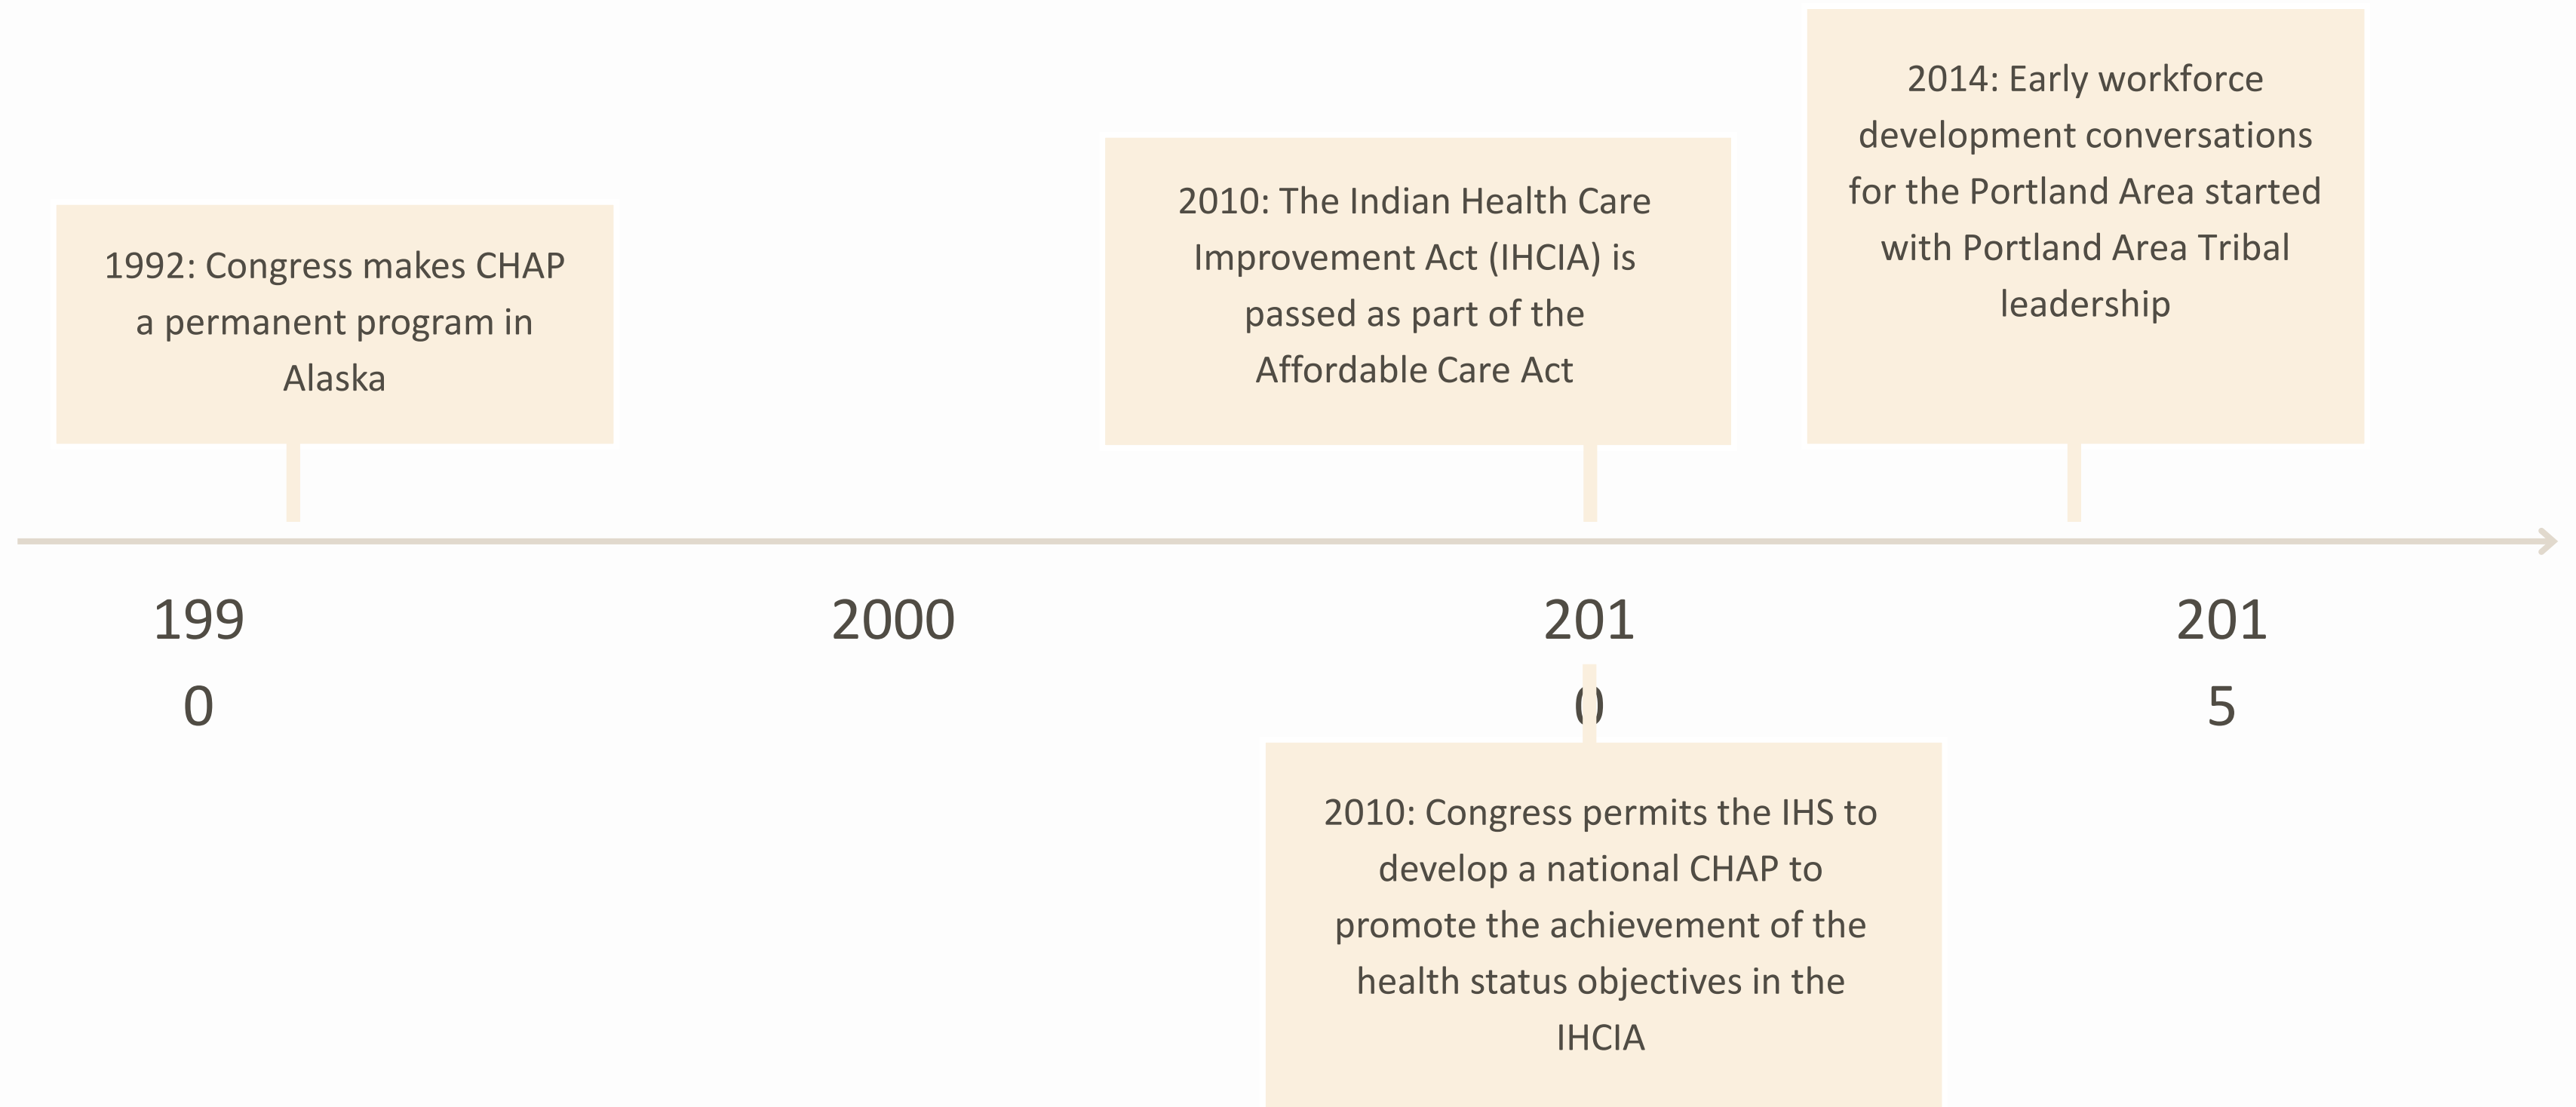 1992: Congress makes CHAP
a permanent program in
Alaska
2010: The Indian Health Care
Improvement Act (IHCIA) is
passed as part of the
Affordable Care Act
2014: Early workforce
development conversations
for the Portland Area started
with Portland Area Tribal
leadership
199
0
2000
201
0
201
5
2010: Congress permits the IHS to
develop a national CHAP to
promote the achievement of the
health status objectives in the
IHCIA